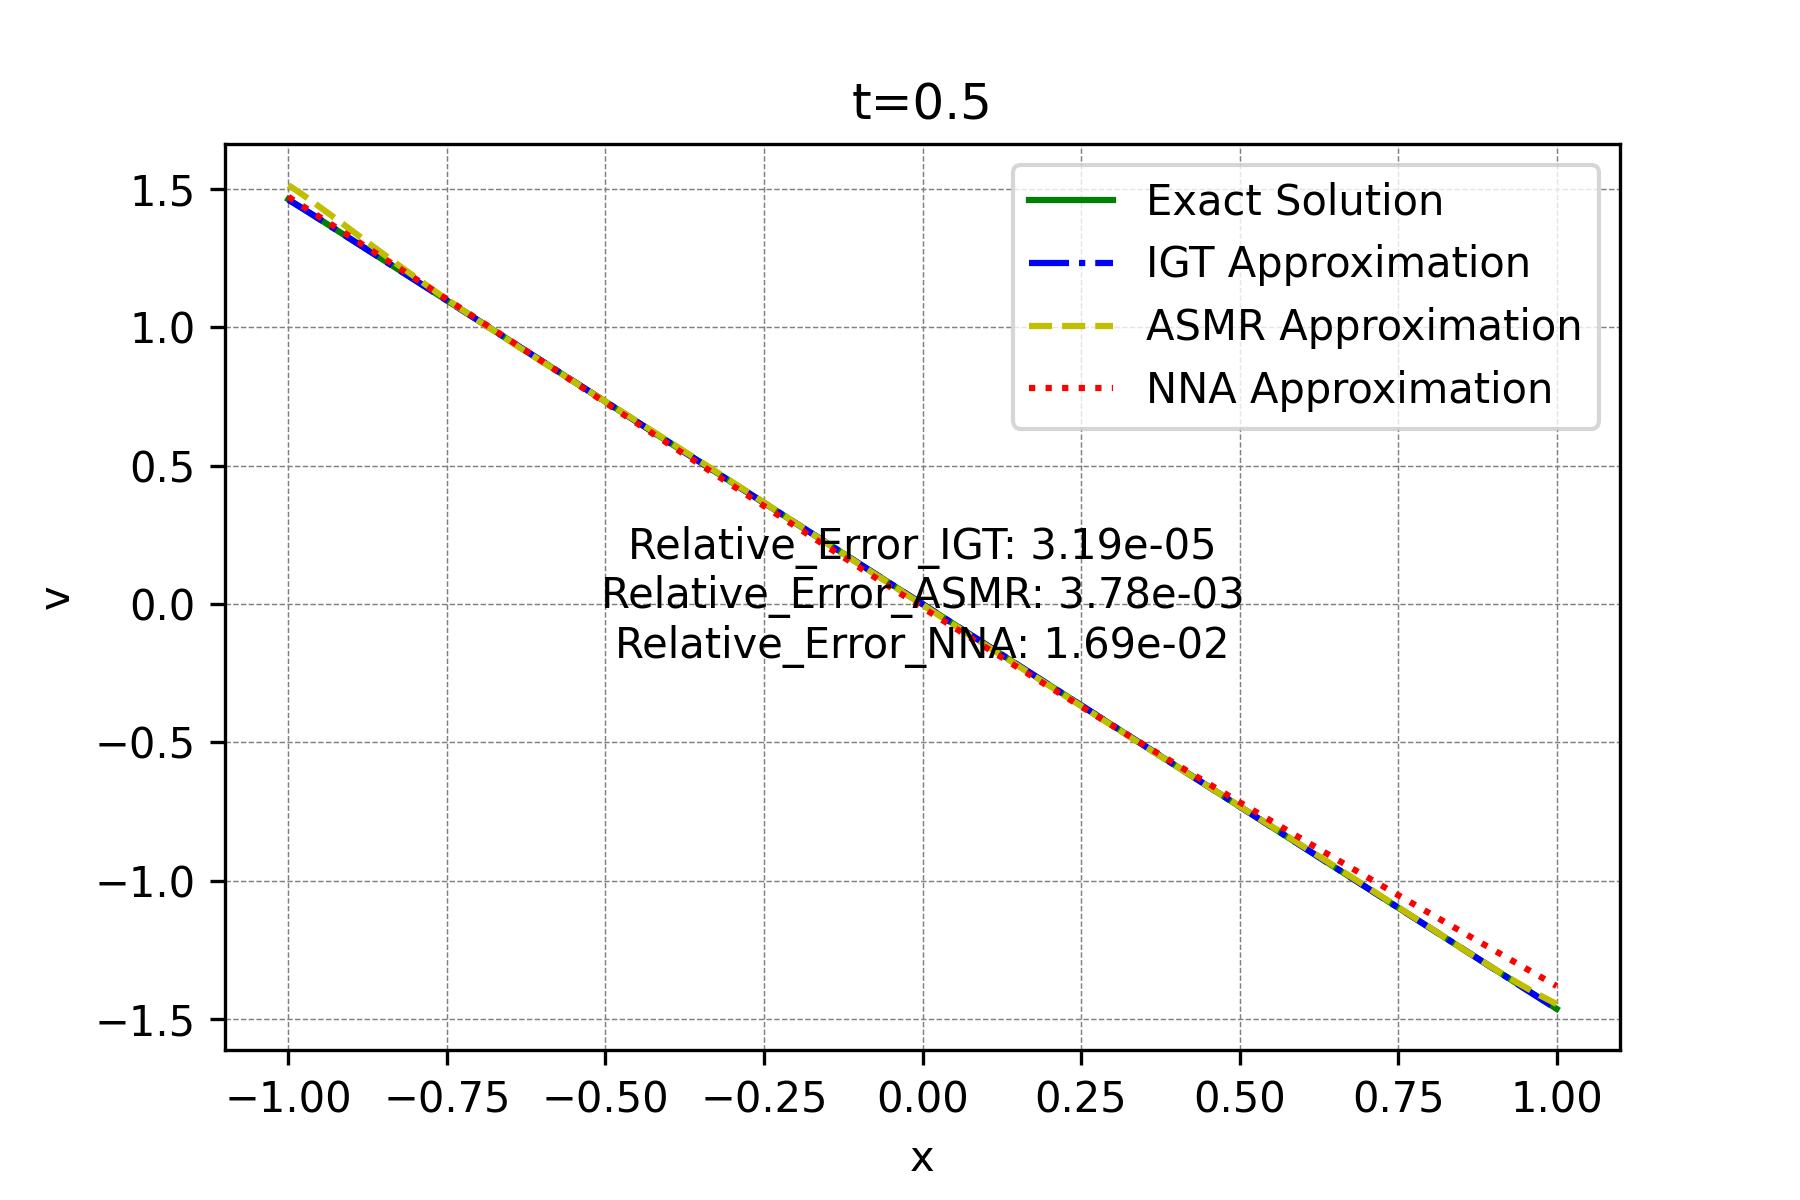 t=0.5
1.5
1.0
0.5
0.0
−0.5
−1.0
−1.5
v
Exact Solution
IGT Approximation
ASMR Approximation
NNA Approximation
Relative_Error_IGT: 3.19e-05
Relative_Error_ASMR: 3.78e-03
Relative_Error_NNA: 1.69e-02
−1.00 −0.75 −0.50 −0.25 0.00 0.25 0.50 0.75 1.00
x